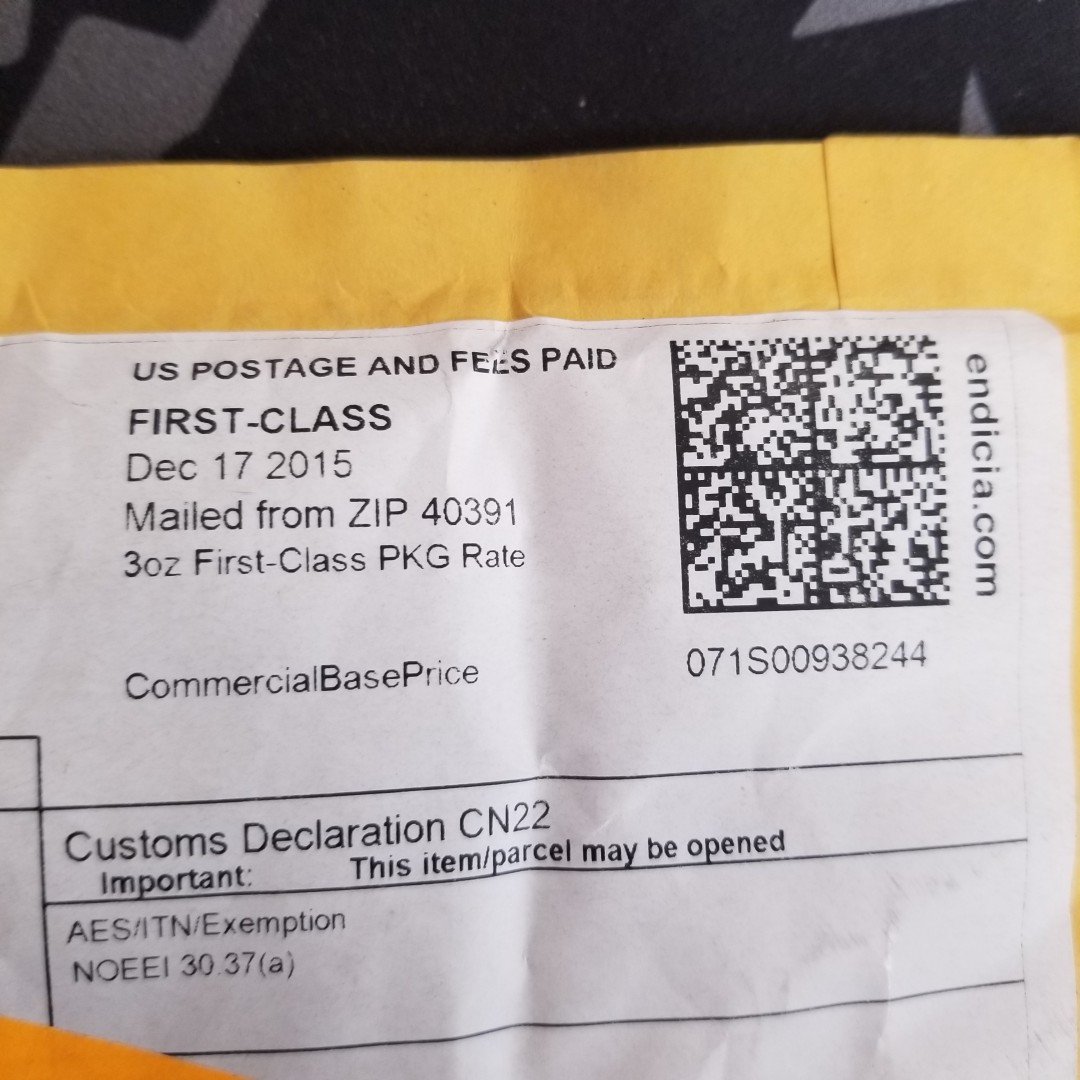 US POSTAGE AND FEES PAID
FIRST-CLASS
Dec 17 2015
Mailed from ZIP 40391
3oz First-Class PKG Rate
CommercialBasePrice
endicia.com
071S00938244
Customs Declaration CN22
Important: This item/parcel may be opened
AES/ITN/Exemption
NOEEI 30.37(a)